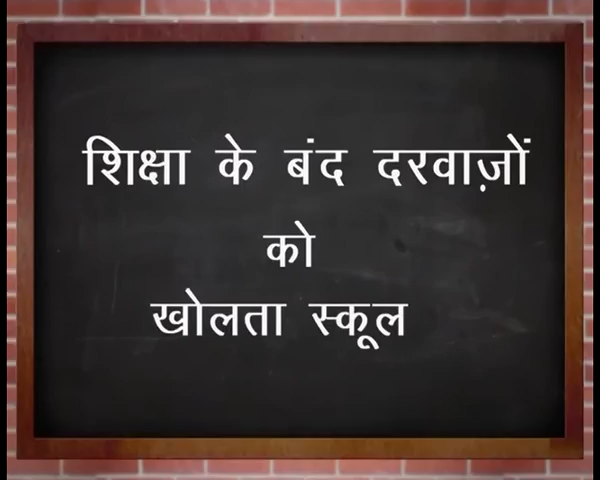 शिक्षा के बंद दरवाज़ों
को
खोलता स्कूल